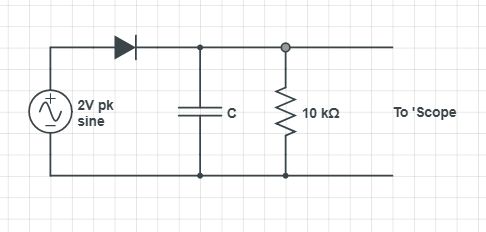 2V pk
sine
C
10 kΩ
To 'Scope